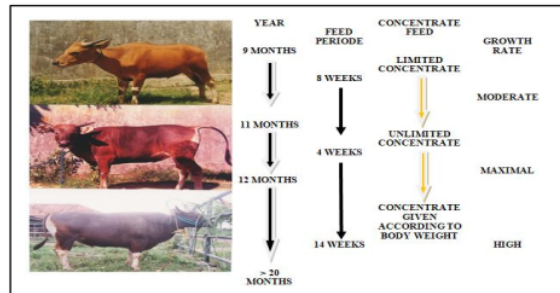 YEAR
9 MONTHS
11 MONTHS
12 MONTHS
> 20
MONTHS
FEED
PERIODE
8 WEEKS
4 WEEKS
14 WEEKS
CONCENTRATE
FEED
LIMITED
CONCENTRATE
UNLIMITED
CONCENTRATE
CONCENTRATE
GIVEN
ACCORDING TO
BODY WEIGHT
GROWTH
RATE
MODERATE
MAXIMAL
HIGH